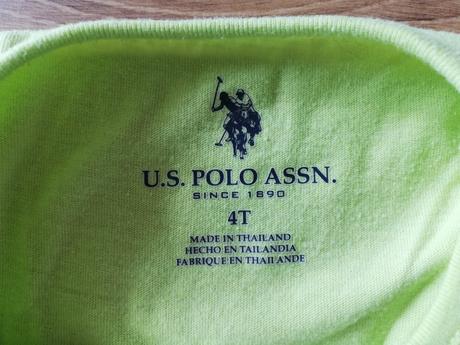 U.S. POLO ASSN.
SINCE 1890
4T
MADE IN THAILAND
HECHO EN TAILANDIA
FABRIQUE EN THAILANDE